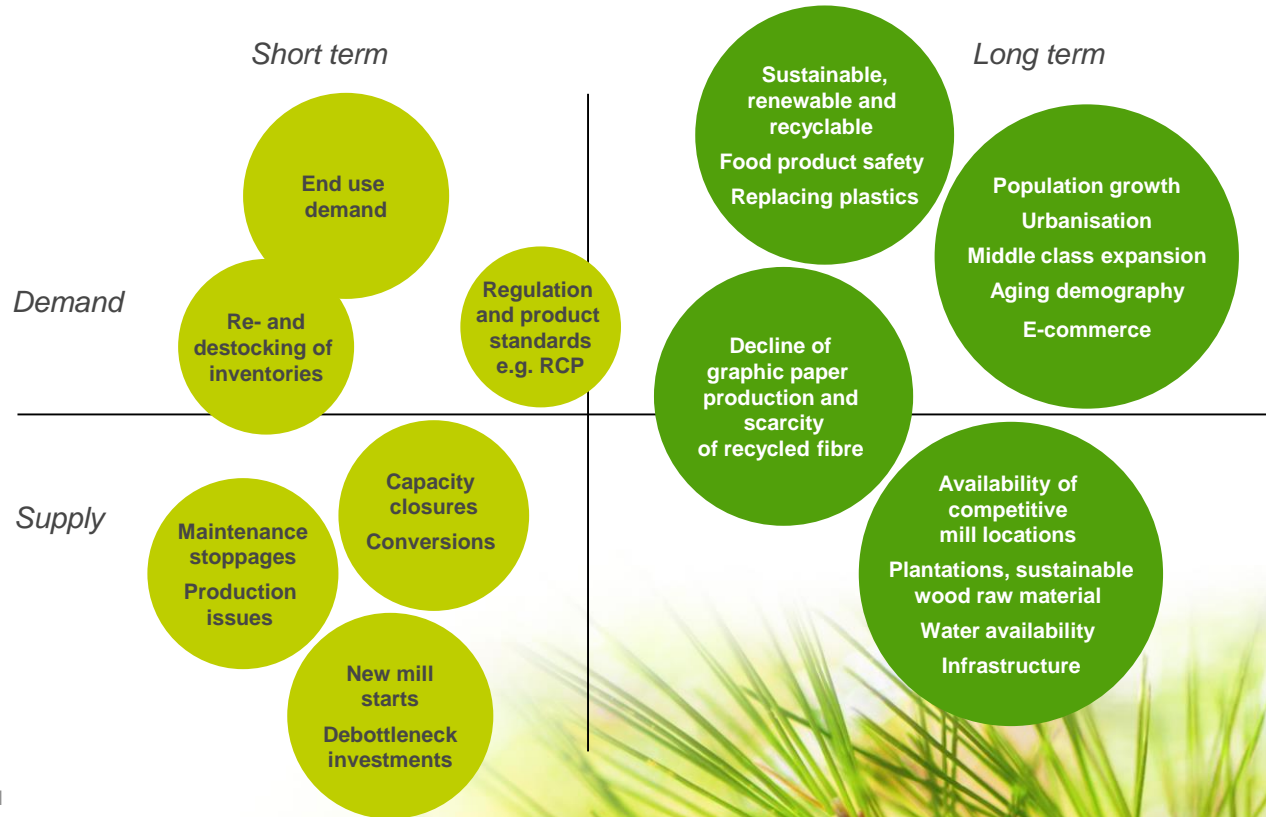 Short term
Long term
Sustainable,
renewable and
recyclable
Food product safety
Replacing plastics
End use
demand
Population growth
Urbanisation
Middle class expansion
Aging demography
E-commerce
Demand
Re- and
destocking of
inventories
Regulation
and product
standards
e.g. RCP
Decline of
graphic paper
production and
scarcity
of recycled fibre
Supply
Capacity
closures
Conversions
Maintenance
stoppages
Production
issues
Availability of
competitive
mill locations
Plantations, sustainable
wood raw material
Water availability
Infrastructure
New mill
starts
Debottleneck
investments